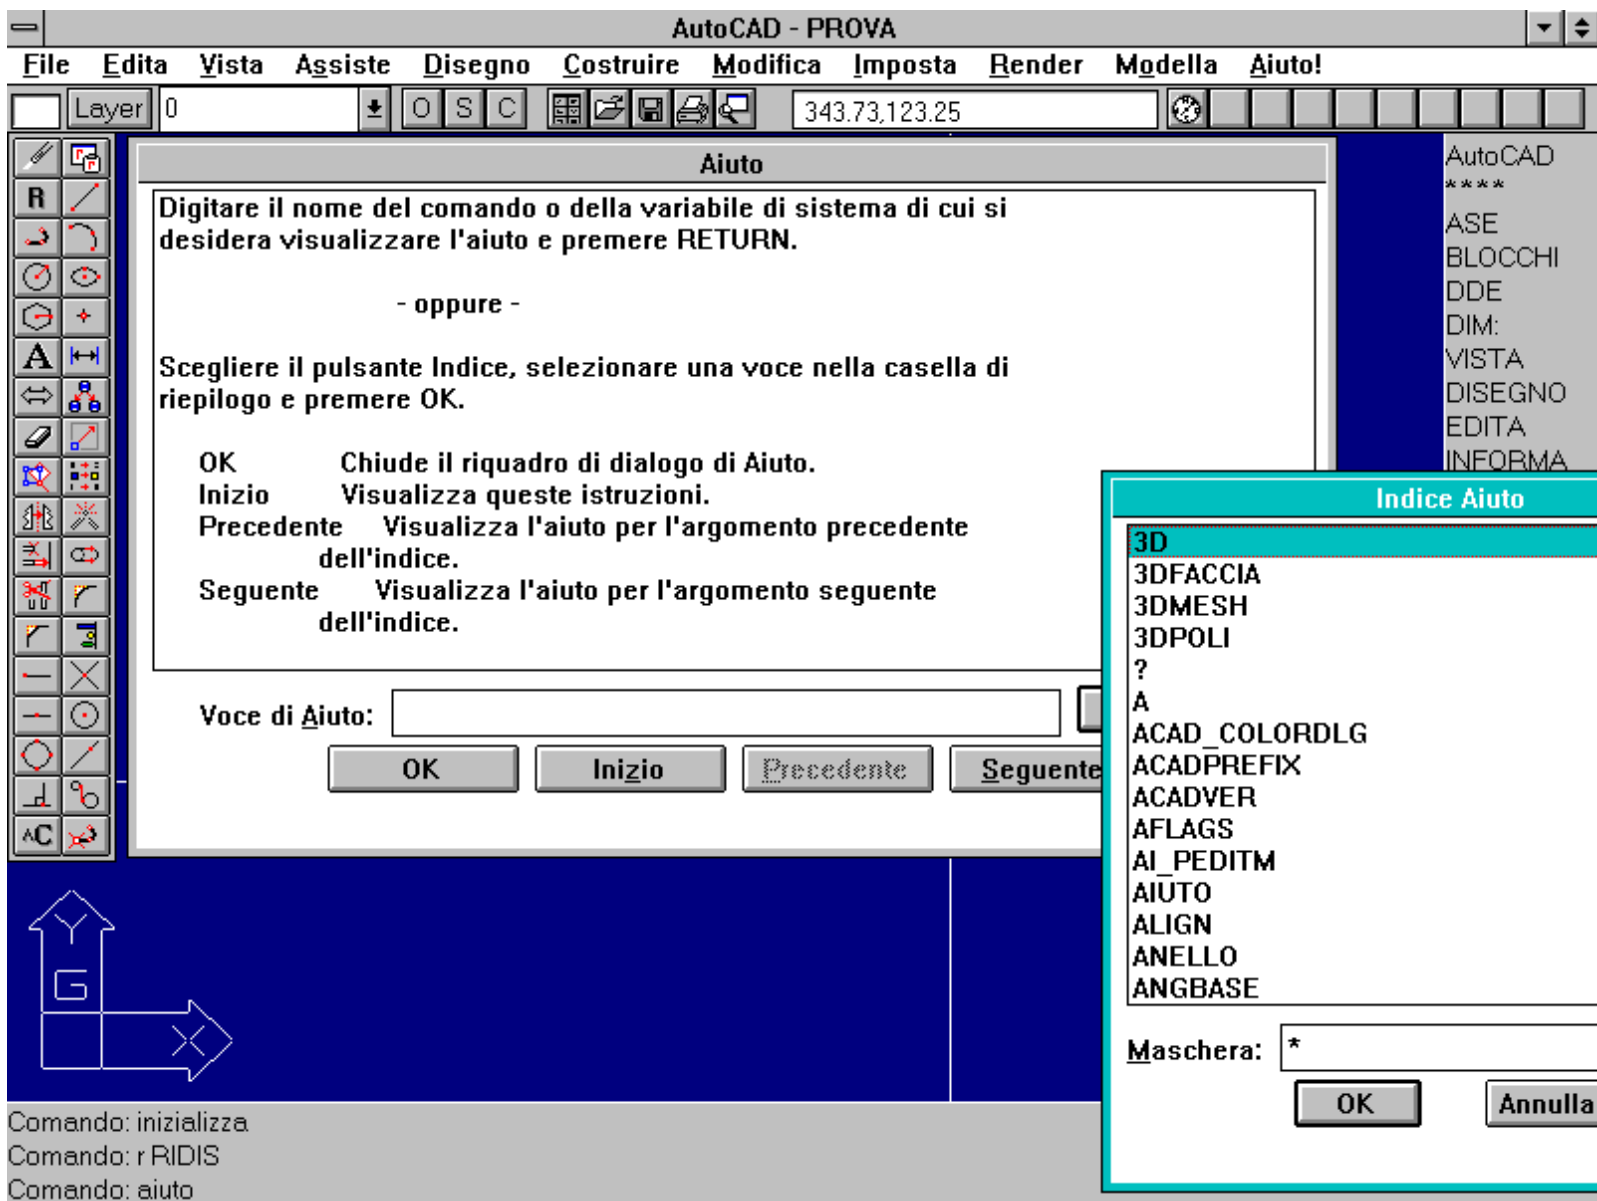 AutoCAD - PROVA
File Edita Vista Assiste Disegno Costruire Modifica Imposta Render Modella Aiuto!
Layer 0 O S C 343.73,123.25
Aiuto
Digitare il nome del comando o della variabile di sistema di cui si
desidera visualizzare l'aiuto e premere RETURN.
- oppure -
Scegliere il pulsante Indice, selezionare una voce nella casella di
riepilogo e premere OK.
OK Chiude il riquadro di dialogo di Aiuto.
Inizio Visualizza queste istruzioni.
Precedente Visualizza l'aiuto per l'argomento precedente
dell'indice.
Seguente Visualizza l'aiuto per l'argomento seguente
dell'indice.
Voce di Aiuto:
OK Inizio Precedente Seguente
R
A
^C
AutoCAD
****
ASE
BLOCCHI
DDE
DIM:
VISTA
DISEGNO
EDITA
INFORMA
Indice Aiuto
3D
3DFACCIA
3DMESH
3DPOLI
?
A
ACAD_COLORDLG
ACADPREFIX
ACADVER
AFLAGS
AI_PEDITM
AIUTO
ALIGN
ANELLO
ANGBASE
Maschera: *
OK Annulla
Y
G
X
Comando: inizializza
Comando: r RIDIS
Comando: aiuto